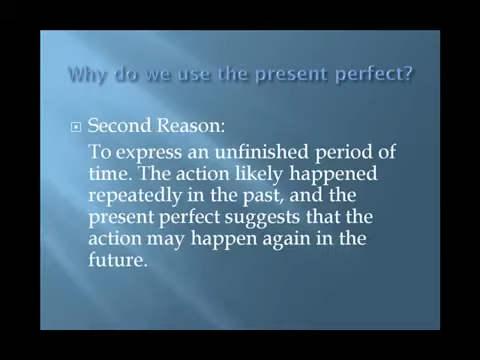 Why do we use the present perfect?
Second Reason:
To express an unfinished period of
time. The action likely happened
repeatedly in the past, and the
present perfect suggests that the
action may happen again in the
future.